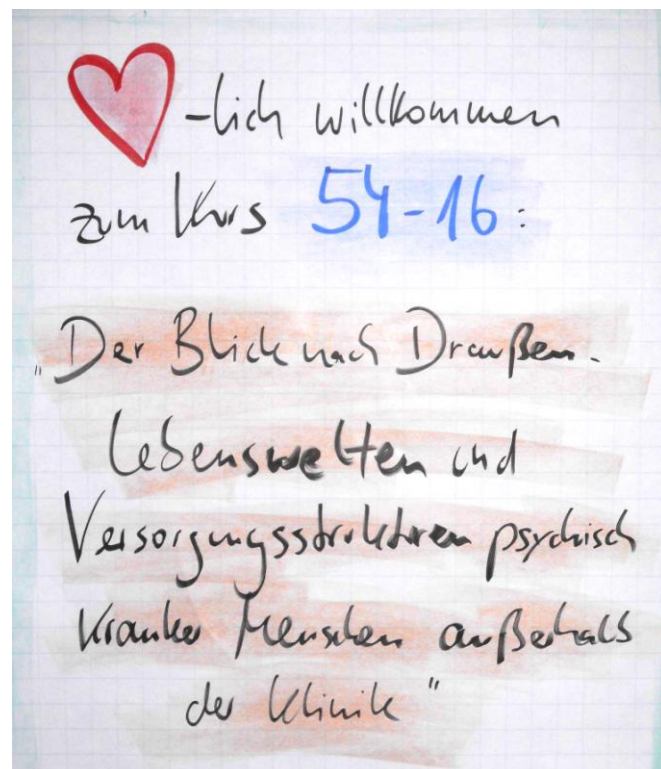 -lich willkommen
zum Kurs 54-16:
„Der Blick nach Draußen.
Lebenswelten und
Versorgungsstrukturen psychisch
kranker Menschen außerhalb
der Klinik"